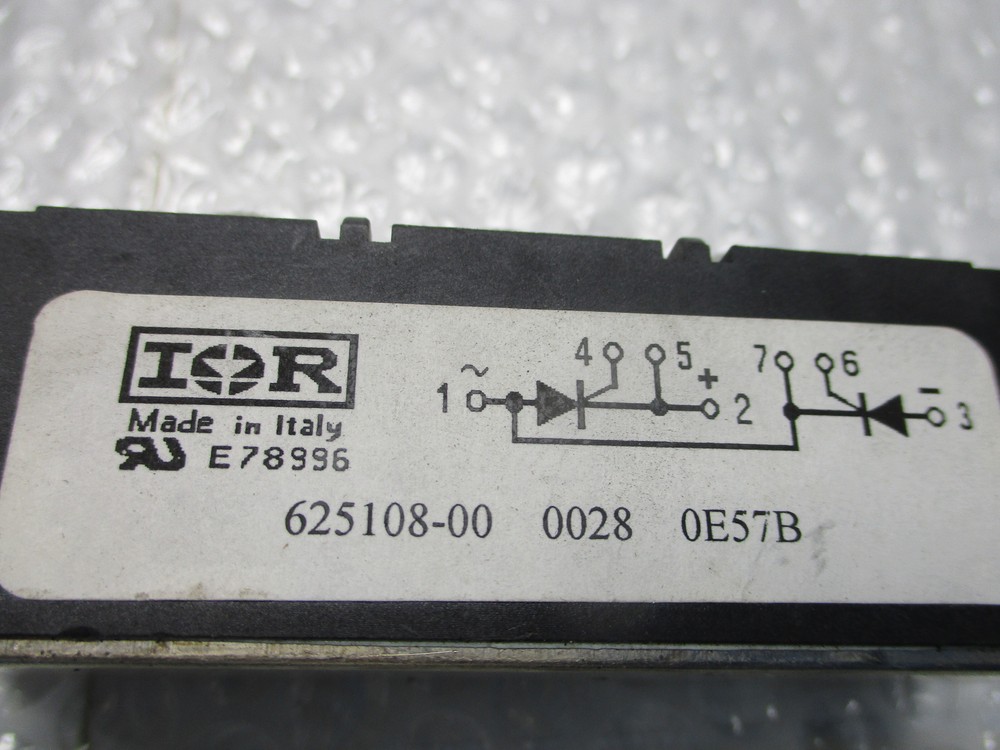 IOR
Made in Italy
E78996
~ 4 5 + 7 6 -
1 2 3
625108-00 0028 0E57B